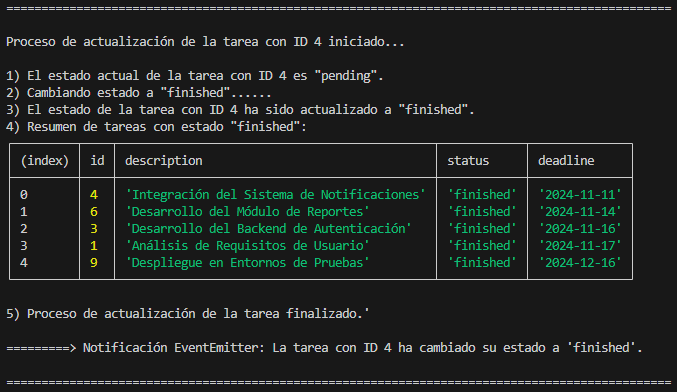 ===============================================================================================
Proceso de actualización de la tarea con ID 4 iniciado...
1) El estado actual de la tarea con ID 4 es "pending".
2) Cambiando estado a "finished"......
3) El estado de la tarea con ID 4 ha sido actualizado a "finished".
4) Resumen de tareas con estado "finished":
(index) id description status deadline
0 4 'Integración del Sistema de Notificaciones' 'finished' '2024-11-11'
1 6 'Desarrollo del Módulo de Reportes' 'finished' '2024-11-14'
2 3 'Desarrollo del Backend de Autenticación' 'finished' '2024-11-16'
3 1 'Análisis de Requisitos de Usuario' 'finished' '2024-11-17'
4 9 'Despliegue en Entornos de Pruebas' 'finished' '2024-12-16'
5) Proceso de actualización de la tarea finalizado.'
=========> Notificación EventEmitter: La tarea con ID 4 ha cambiado su estado a 'finished'.
===============================================================================================